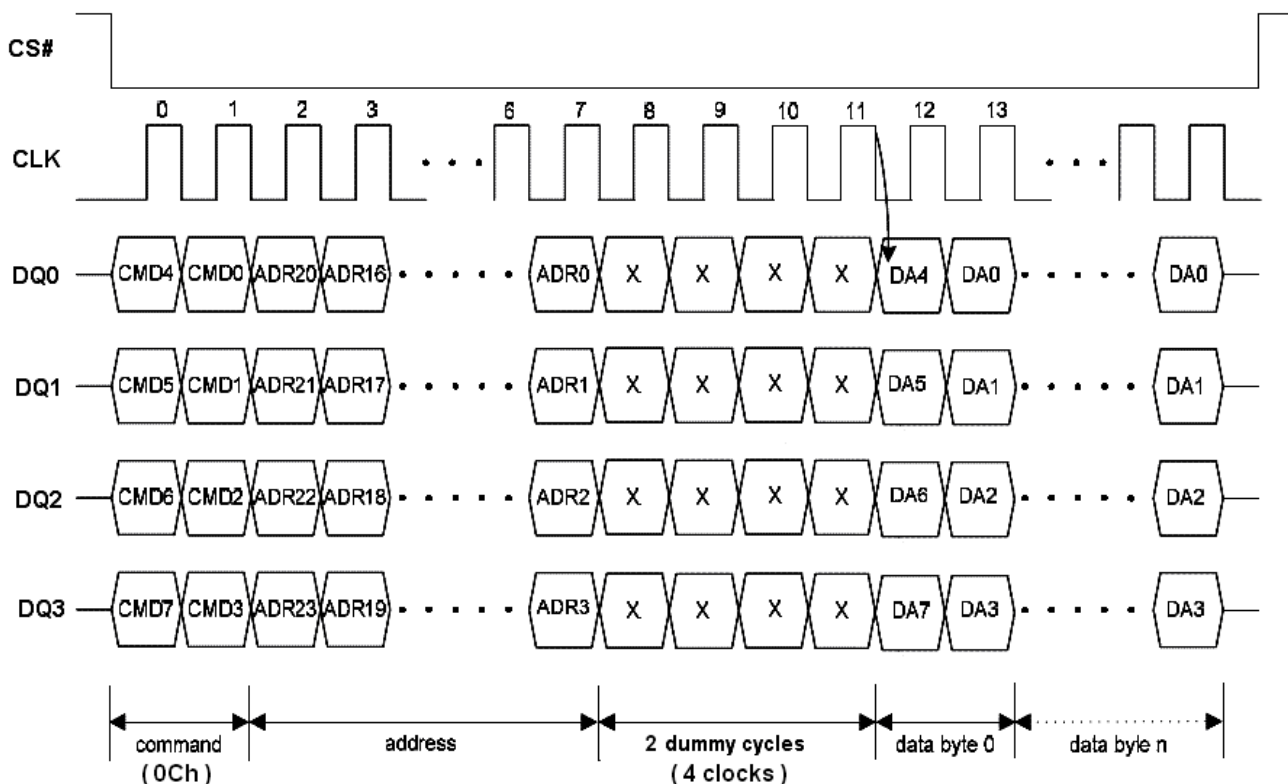 CS#
0 1 2 3 6 7 8 9 10 11 12 13
CLK
DQ0 CMD4 CMD0 ADR20 ADR16 ADR0 X X X X DA4 DA0 DA0
DQ1 CMD5 CMD1 ADR21 ADR17 ADR1 X X X X DA5 DA1 DA1
DQ2 CMD6 CMD2 ADR22 ADR18 ADR2 X X X X DA6 DA2 DA2
DQ3 CMD7 CMD3 ADR23 ADR19 ADR3 X X X X DA7 DA3 DA3
command address 2 dummy cycles data byte 0 data byle n
( 0Ch ) ( 4 clocks )